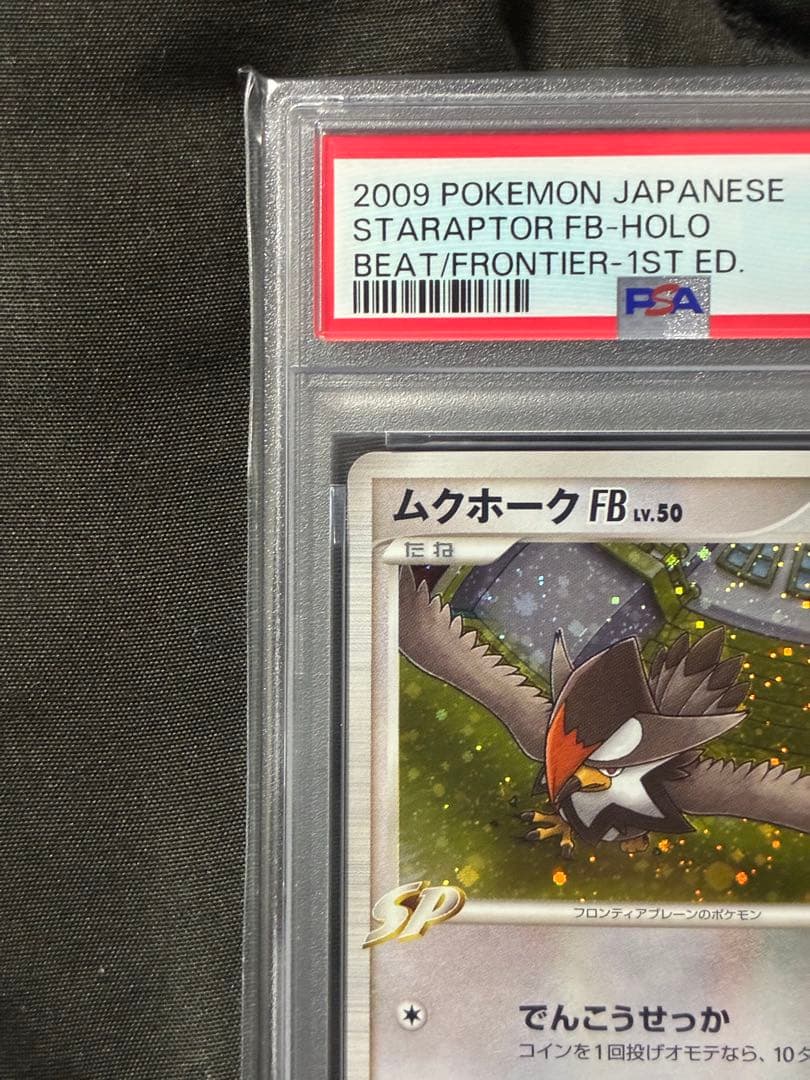 2009 POKEMON JAPANESE
STARAPTOR FB-HOLO
BEAT/FRONTIER-1ST ED.
PSA
ムクホーク FB LV.50
たね
SP
フロンティアブレーンのポケモン
でんこうせっか
コインを1回投げオモテなら、10ダ